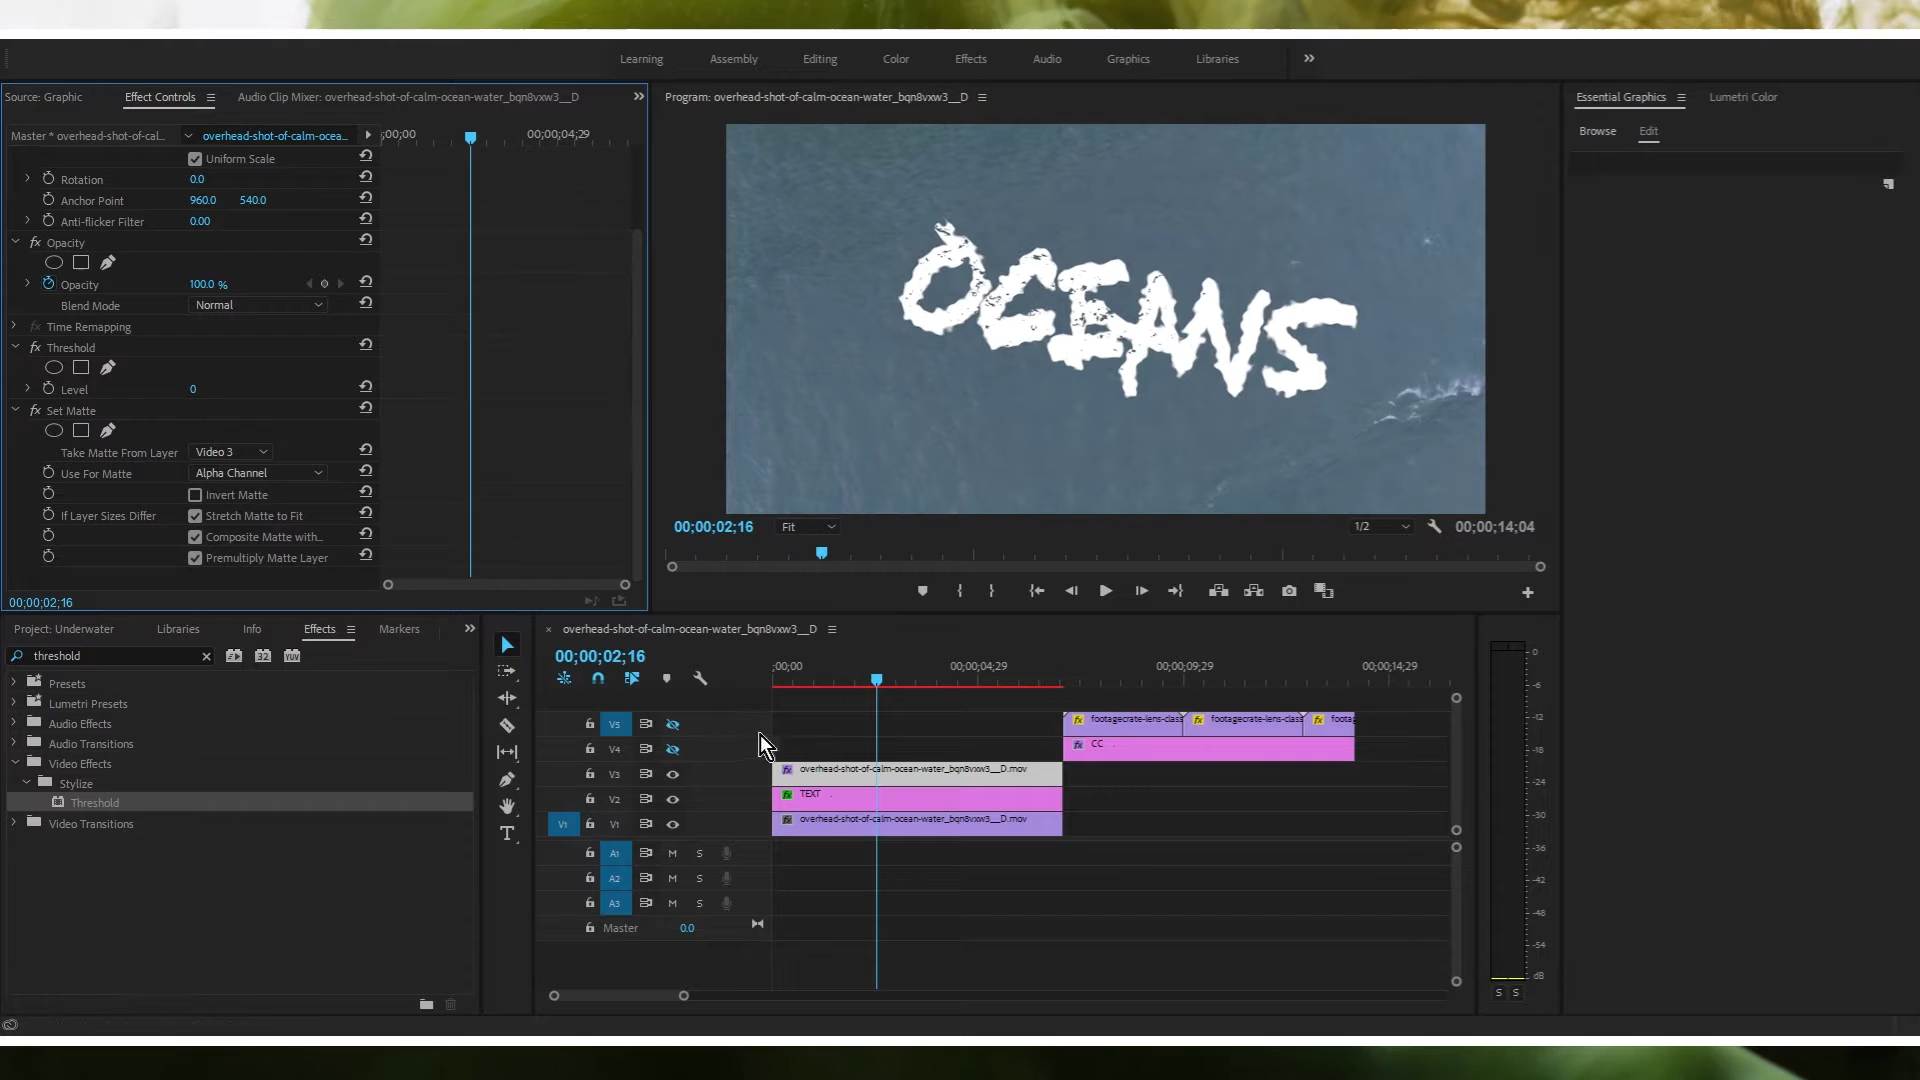 Learning Assembly Editing Color Effects Audio Graphics Libraries
Source: Graphic Effect Controls Audio Clip Mixer: overhead-shot-of-calm-ocean-water_bqn8vxw3__D
Master * overhead-shot-of-cal... overhead-shot-of-calm-ocea...
;00;00 00;00;04;29
Uniform Scale
Rotation 0.0
Anchor Point 960.0 540.0
Anti-flicker Filter 0.00
fx Opacity
Opacity 100.0 %
Blend Mode Normal
fx Time Remapping
fx Threshold
Level 0
fx Set Matte
Take Matte From Layer Video 3
Use For Matte Alpha Channel
Invert Matte
If Layer Sizes Differ Stretch Matte to Fit
Composite Matte with...
Premultiply Matte Layer
00;00;02;16
Program: overhead-shot-of-calm-ocean-water_bqn8vxw3__D
OCEANS
00;00;02;16 Fit 1/2 00;00;14;04
Essential Graphics Lumetri Color
Browse Edit
Project: Underwater Libraries Info Effects Markers
threshold 32 YUV
Presets
Lumetri Presets
Audio Effects
Audio Transitions
Video Effects
Stylize
Threshold
Video Transitions
overhead-shot-of-calm-ocean-water_bqn8vxw3__D
00;00;02;16
;00;00 00;00;04;29 00;00;09;29 00;00;14;29
V5 fx footagecrate-lens-class fx footagecrate-lens-class fx footag
V4 fx CC
V3 fx overhead-shot-of-calm-ocean-water_bqn8vxw3__D.mov
V2 fx TEXT
V1 V1 fx overhead-shot-of-calm-ocean-water_bqn8vxw3__D.mov
A1 M S
A2 M S
A3 M S
Master 0.0
0
-6
-12
-18
-24
-30
-36
-42
-48
-54
dB
S S